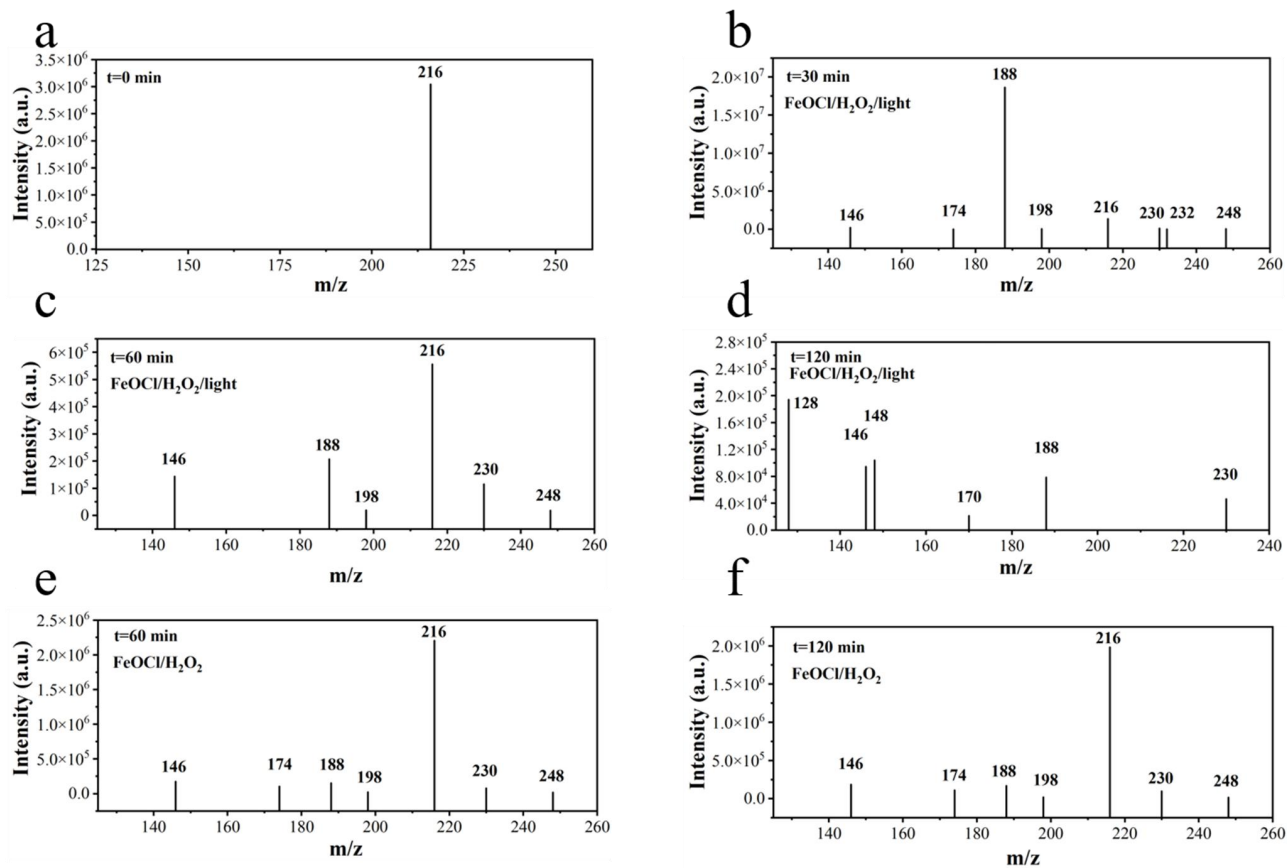 a
t=0 min
216
3.5×10⁶
3.0×10⁶
2.5×10⁶
2.0×10⁶
1.5×10⁶
1.0×10⁶
5.0×10⁵
0.0
Intensity (a.u.)
125 150 175 200 225 250
m/z
b
t=30 min
FeOCl/H₂O₂/light
188
146 174 198 216 230 232 248
2.0×10⁷
1.5×10⁷
1.0×10⁷
5.0×10⁶
0.0
Intensity (a.u.)
140 160 180 200 220 240 260
m/z
c
t=60 min
FeOCl/H₂O₂/light
146 188 198 216 230 248
6×10⁵
5×10⁵
4×10⁵
3×10⁵
2×10⁵
1×10⁵
0
Intensity (a.u.)
140 160 180 200 220 240 260
m/z
d
t=120 min
FeOCl/H₂O₂/light
128 146 148 170 188 230
2.8×10⁵
2.4×10⁵
2.0×10⁵
1.6×10⁵
1.2×10⁵
8.0×10⁴
4.0×10⁴
0.0
Intensity (a.u.)
140 160 180 200 220 240
m/z
e
t=60 min
FeOCl/H₂O₂
146 174 188 198 216 230 248
2.5×10⁶
2.0×10⁶
1.5×10⁶
1.0×10⁶
5.0×10⁵
0.0
Intensity (a.u.)
140 160 180 200 220 240 260
m/z
f
t=120 min
FeOCl/H₂O₂
146 174 188 198 216 230 248
2.0×10⁶
1.5×10⁶
1.0×10⁶
5.0×10⁵
0.0
Intensity (a.u.)
140 160 180 200 220 240 260
m/z